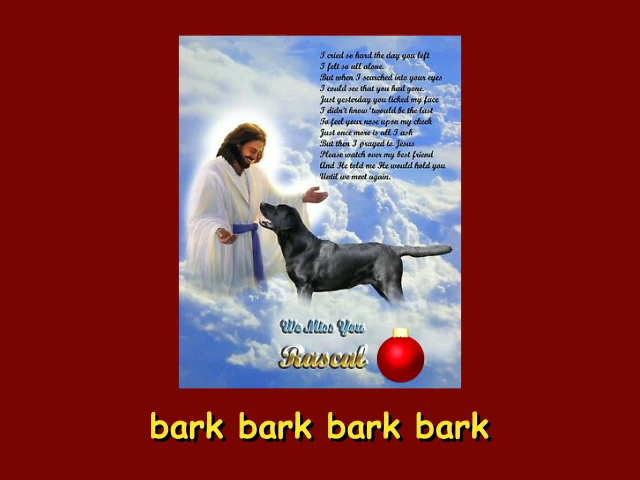 I cried so hard the day you left
I felt so all alone.
But when I searched into your eyes
I could see that you had gone.
Just yesterday you licked my face
I didn't know 'twould be the last
To feel your nose upon my cheek
Just once more is all I ask
But then I prayed to Jesus
Please watch over my best friend
And He told me He would hold you
Until we meet again.
We Miss You
Rascal
bark bark bark bark